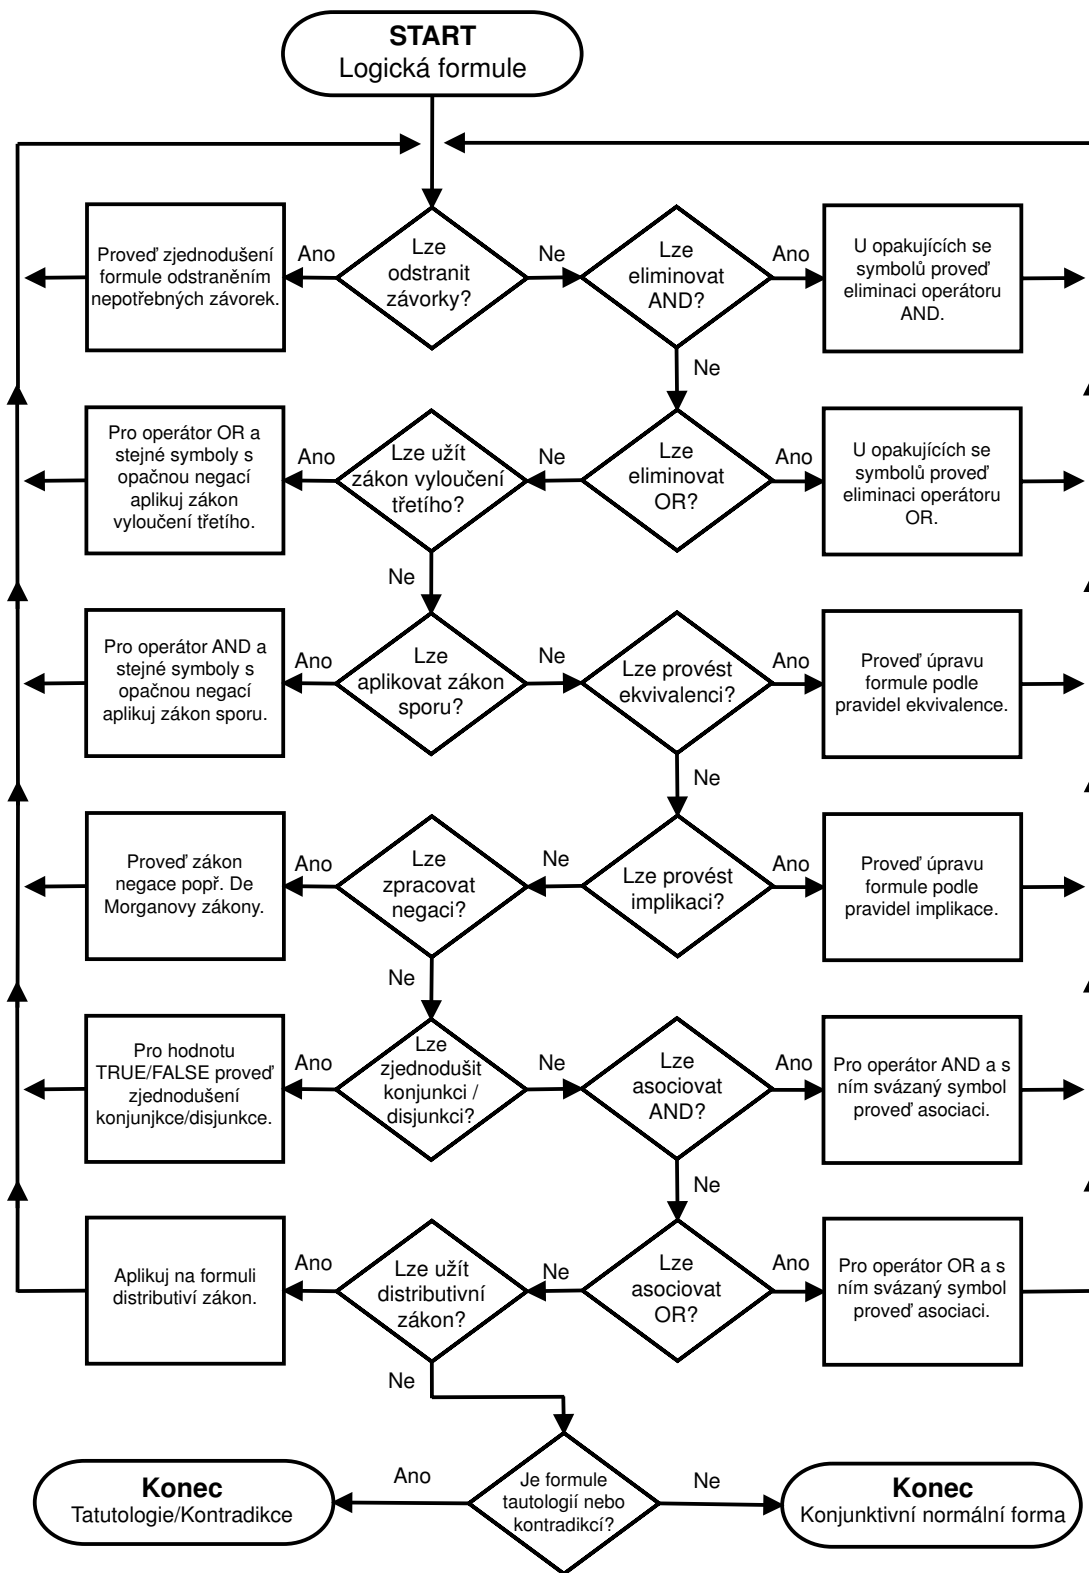 START
Logická formule
Proveď zjednodušení
formule odstraněním
nepotřebných závorek.
Ano
Lze
odstranit
závorky?
Ne
Lze
eliminovat
AND?
Ano
U opakujících se
symbolů proveď
eliminaci operátoru
AND.
Ne
Pro operátor OR a
stejné symboly s
opačnou negací
aplikuj zákon
vyloučení třetího.
Ano
Lze užít
zákon vyloučení
třetího?
Ne
Lze
eliminovat
OR?
Ano
U opakujících se
symbolů proveď
eliminaci operátoru
OR.
Ne
Pro operátor AND a
stejné symboly s
opačnou negací
aplikuj zákon sporu.
Ano
Lze
aplikovat zákon
sporu?
Ne
Lze provést
ekvivalenci?
Ano
Proveď úpravu
formule podle
pravidel ekvivalence.
Ne
Proveď zákon
negace popř. De
Morganovy zákony.
Ano
Lze
zpracovat
negaci?
Ne
Lze provést
implikaci?
Ano
Proveď úpravu
formule podle
pravidel implikace.
Ne
Pro hodnotu
TRUE/FALSE proveď
zjednodušení
konjunjkce/disjunkce.
Ano
Lze
zjednodušit
konjunkci /
disjunkci?
Ne
Lze
asociovat
AND?
Ano
Pro operátor AND a s
ním svázaný symbol
proveď asociaci.
Ne
Aplikuj na formuli
distributiví zákon.
Ano
Lze užít
distributivní
zákon?
Ne
Lze
asociovat
OR?
Ano
Pro operátor OR a s
ním svázaný symbol
proveď asociaci.
Ne
Konec
Tatutologie/Kontradikce
Ano
Je formule
tautologií nebo
kontradikcí?
Ne
Konec
Konjunktivní normální forma